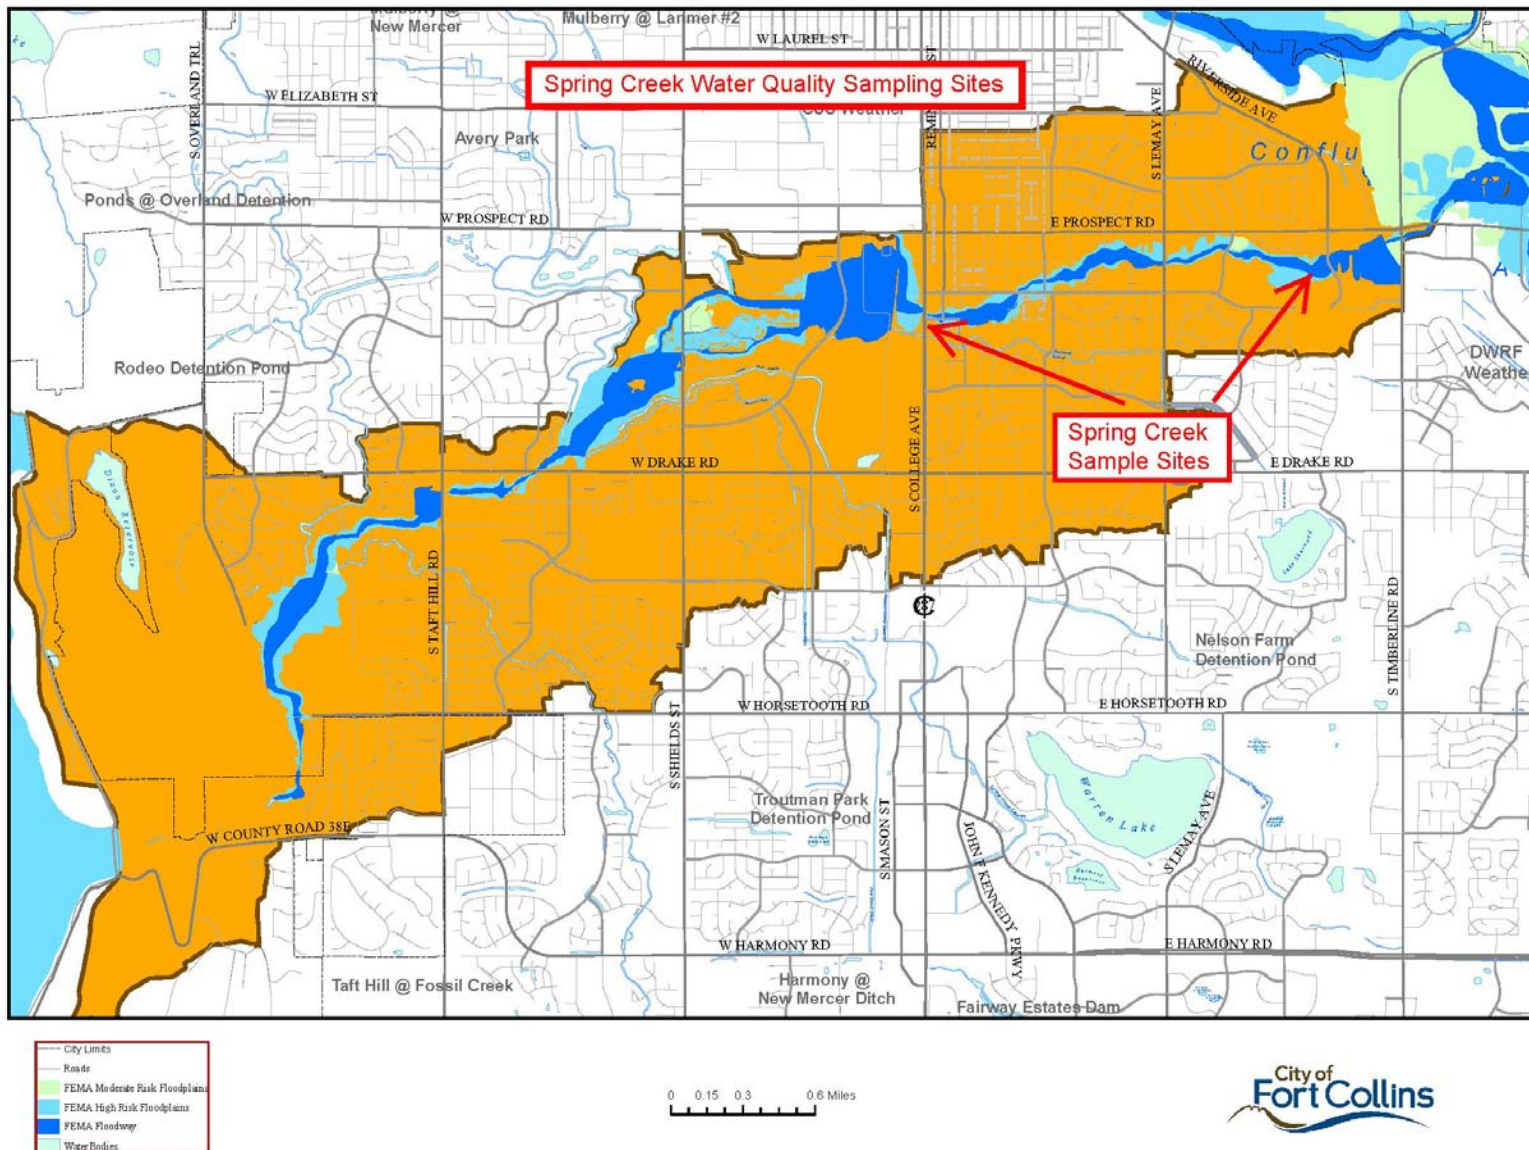 New Mercer
Mulberry @ Larimer #2
W LAUREL ST
Spring Creek Water Quality Sampling Sites
S OVERLAND TRL
W ELIZABETH ST
RIVERSIDE AVE
Avery Park
S LEMAY AVE
Conflu
Ponds @ Overland Detention
W PROSPECT RD
E PROSPECT RD
Rodeo Detention Pond
DWRF
Weathe
Spring Creek
Sample Sites
W DRAKE RD
E DRAKE RD
S COLLEGE AVE
Dixon Reservoir
S TAFT HILL RD
S TIMBERLINE RD
Nelson Farm
Detention Pond
W HORSETOOTH RD
E HORSETOOTH RD
S SHIELDS ST
Warren Lake
Troutman Park
Detention Pond
S MASON ST
JOHN F KENNEDY PKWY
S LEMAY AVE
W COUNTY ROAD 38E
W HARMONY RD
E HARMONY RD
Taft Hill @ Fossil Creek
Harmony @
New Mercer Ditch
Fairway Estates Dam
City Limits
Roads
FEMA Moderate Risk Floodplains
FEMA High Risk Floodplains
FEMA Floodway
Water Bodies
0 0.15 0.3 0.6 Miles
City of
Fort Collins